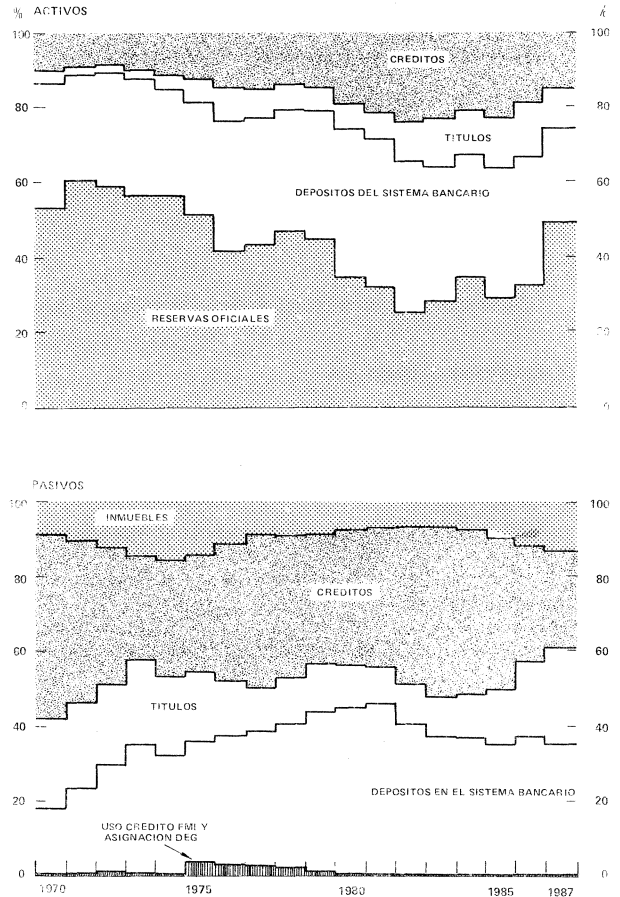 % ACTIVOS
100
100
CREDITOS
80
80
TITULOS
60
60
DEPOSITOS DEL SISTEMA BANCARIO
40
40
RESERVAS OFICIALES
20
0
0
PASIVOS
100
100
INMUEBLES
80
80
CREDITOS
60
60
TITULOS
40
40
DEPOSITOS EN EL SISTEMA BANCARIO
20
20
USO CREDITO FMI Y
ASIGNACION DEG
0
0
1970
1975
1980
1985
1987